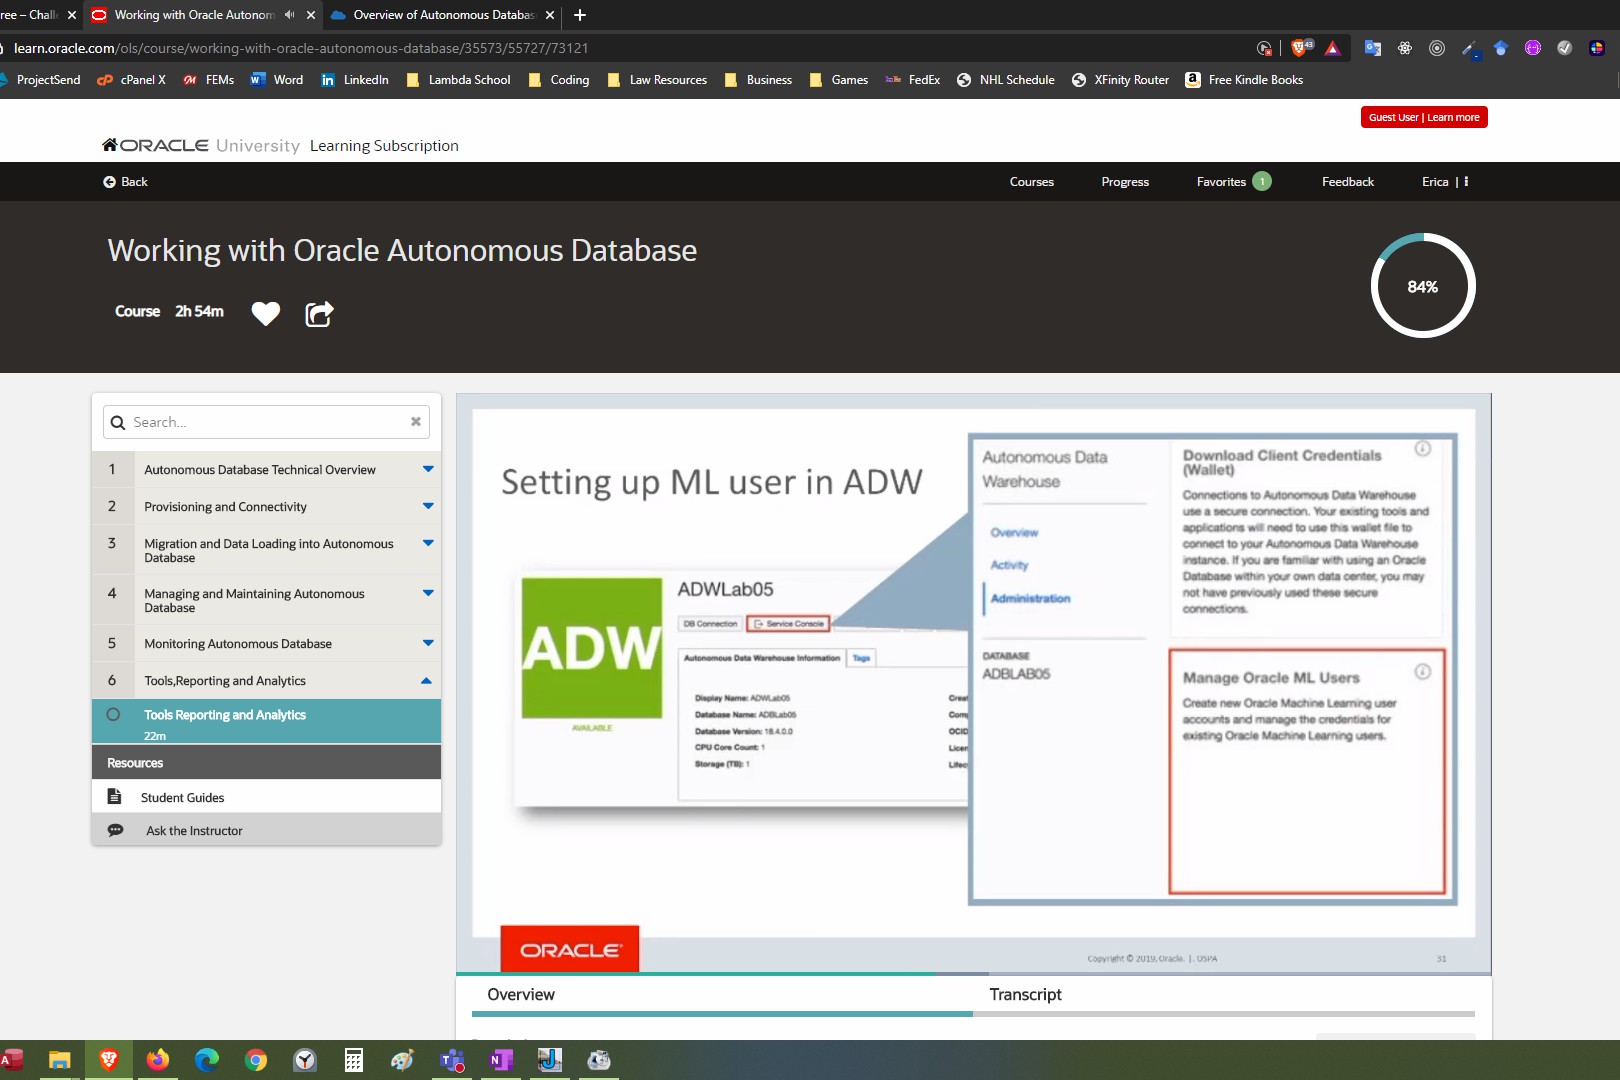 ree – Chall
Working with Oracle Autonom
Overview of Autonomous Databas
learn.oracle.com/ols/course/working-with-oracle-autonomous-database/35573/55727/73121
43
ProjectSend
cPanel X
FEMs
Word
LinkedIn
Lambda School
Coding
Law Resources
Business
Games
FedEx
NHL Schedule
XFinity Router
Free Kindle Books
Guest User | Learn more
ORACLE University Learning Subscription
Back
Courses
Progress
Favorites 1
Feedback
Erica
Working with Oracle Autonomous Database
Course 2h 54m
84%
Search...
1 Autonomous Database Technical Overview
2 Provisioning and Connectivity
3 Migration and Data Loading into Autonomous
Database
4 Managing and Maintaining Autonomous
Database
5 Monitoring Autonomous Database
6 Tools,Reporting and Analytics
Tools Reporting and Analytics
22m
Resources
Student Guides
Ask the Instructor
Setting up ML user in ADW
ADW
AVAILABLE
ADWLab05
DB Connection
Service Console
Autonomous Data Warehouse Information
Tags
Display Name: ADWLab05
Database Name: ADBLab05
Database Version: 18.4.0.0
CPU Core Count: 1
Storage (TB): 1
Creat
Comp
OCID
Licen
Lifec
Autonomous Data
Warehouse
Overview
Activity
Administration
DATABASE
ADBLAB05
Download Client Credentials
(Wallet)
Connections to Autonomous Data Warehouse
use a secure connection. Your existing tools and
applications will need to use this wallet file to
connect to your Autonomous Data Warehouse
instance. If you are familiar with using an Oracle
Database within your own data center, you may
not have previously used these secure
connections.
Manage Oracle ML Users
Create new Oracle Machine Learning user
accounts and manage the credentials for
existing Oracle Machine Learning users.
ORACLE
Copyright © 2019, Oracle. | . OSPA
31
Overview
Transcript